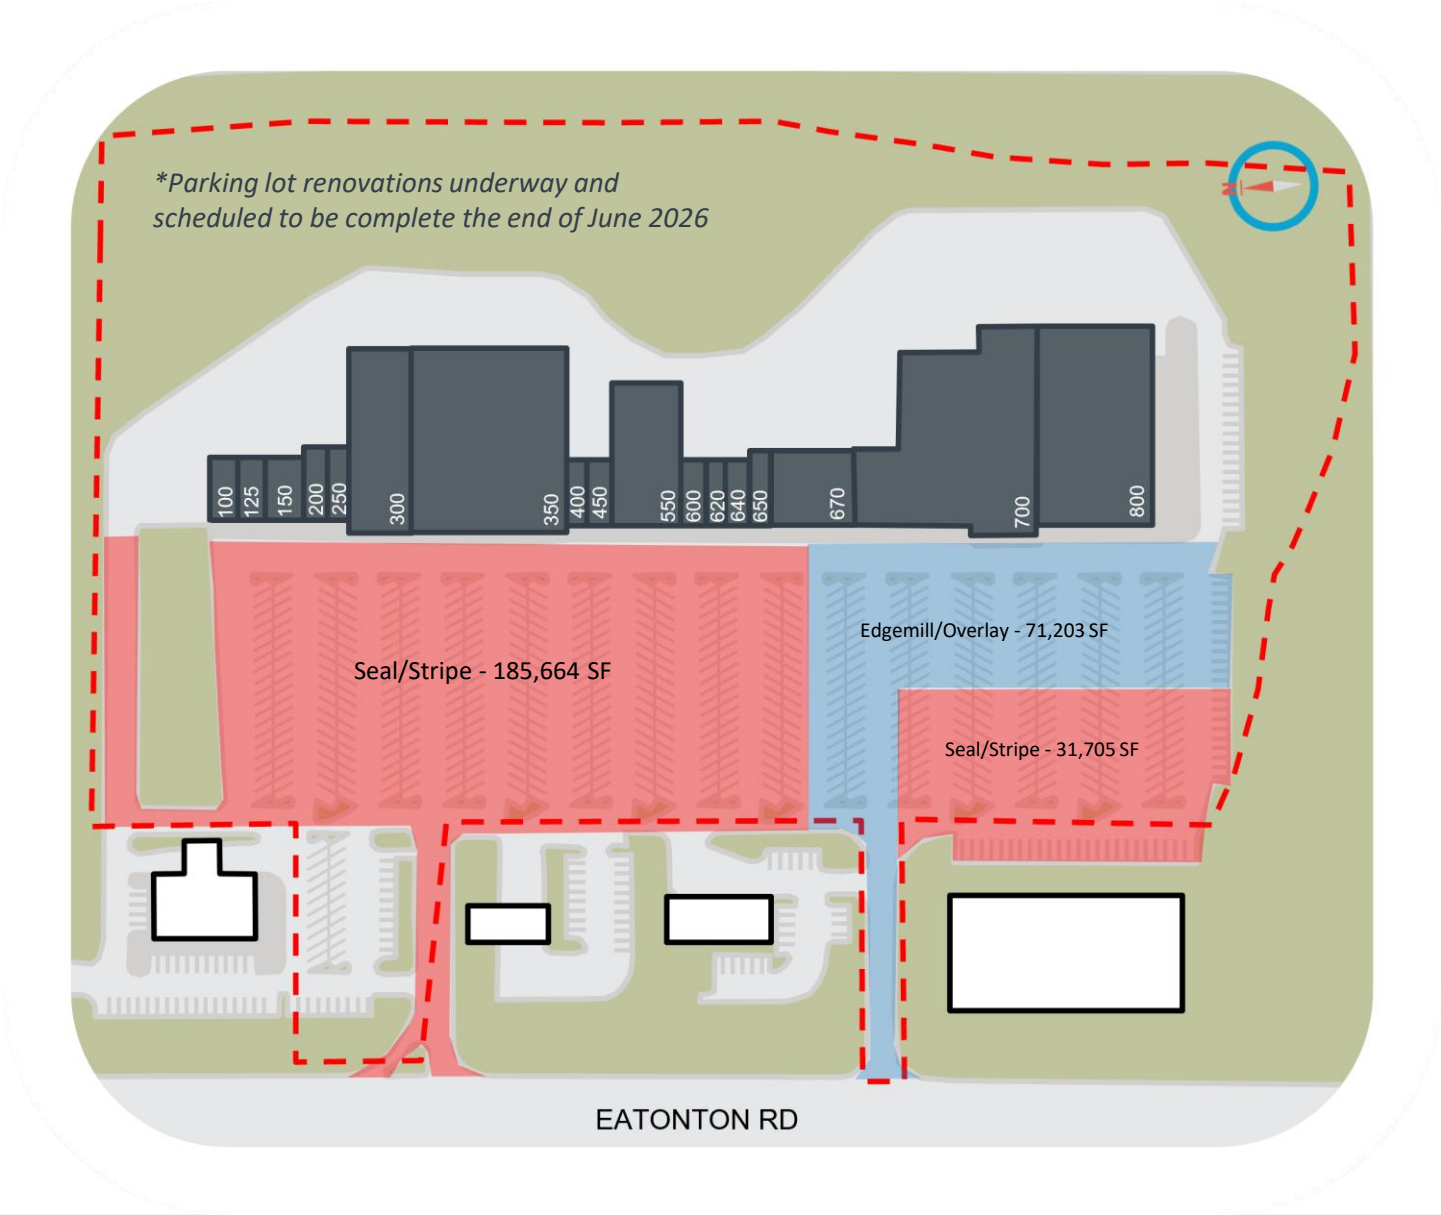 *Parking lot renovations underway and
scheduled to be complete the end of June 2026
N
100
125
150
200
250
300
350
400
450
550
600
620
640
650
670
700
800
Edgemill/Overlay - 71,203 SF
Seal/Stripe - 185,664 SF
Seal/Stripe - 31,705 SF
EATONTON RD